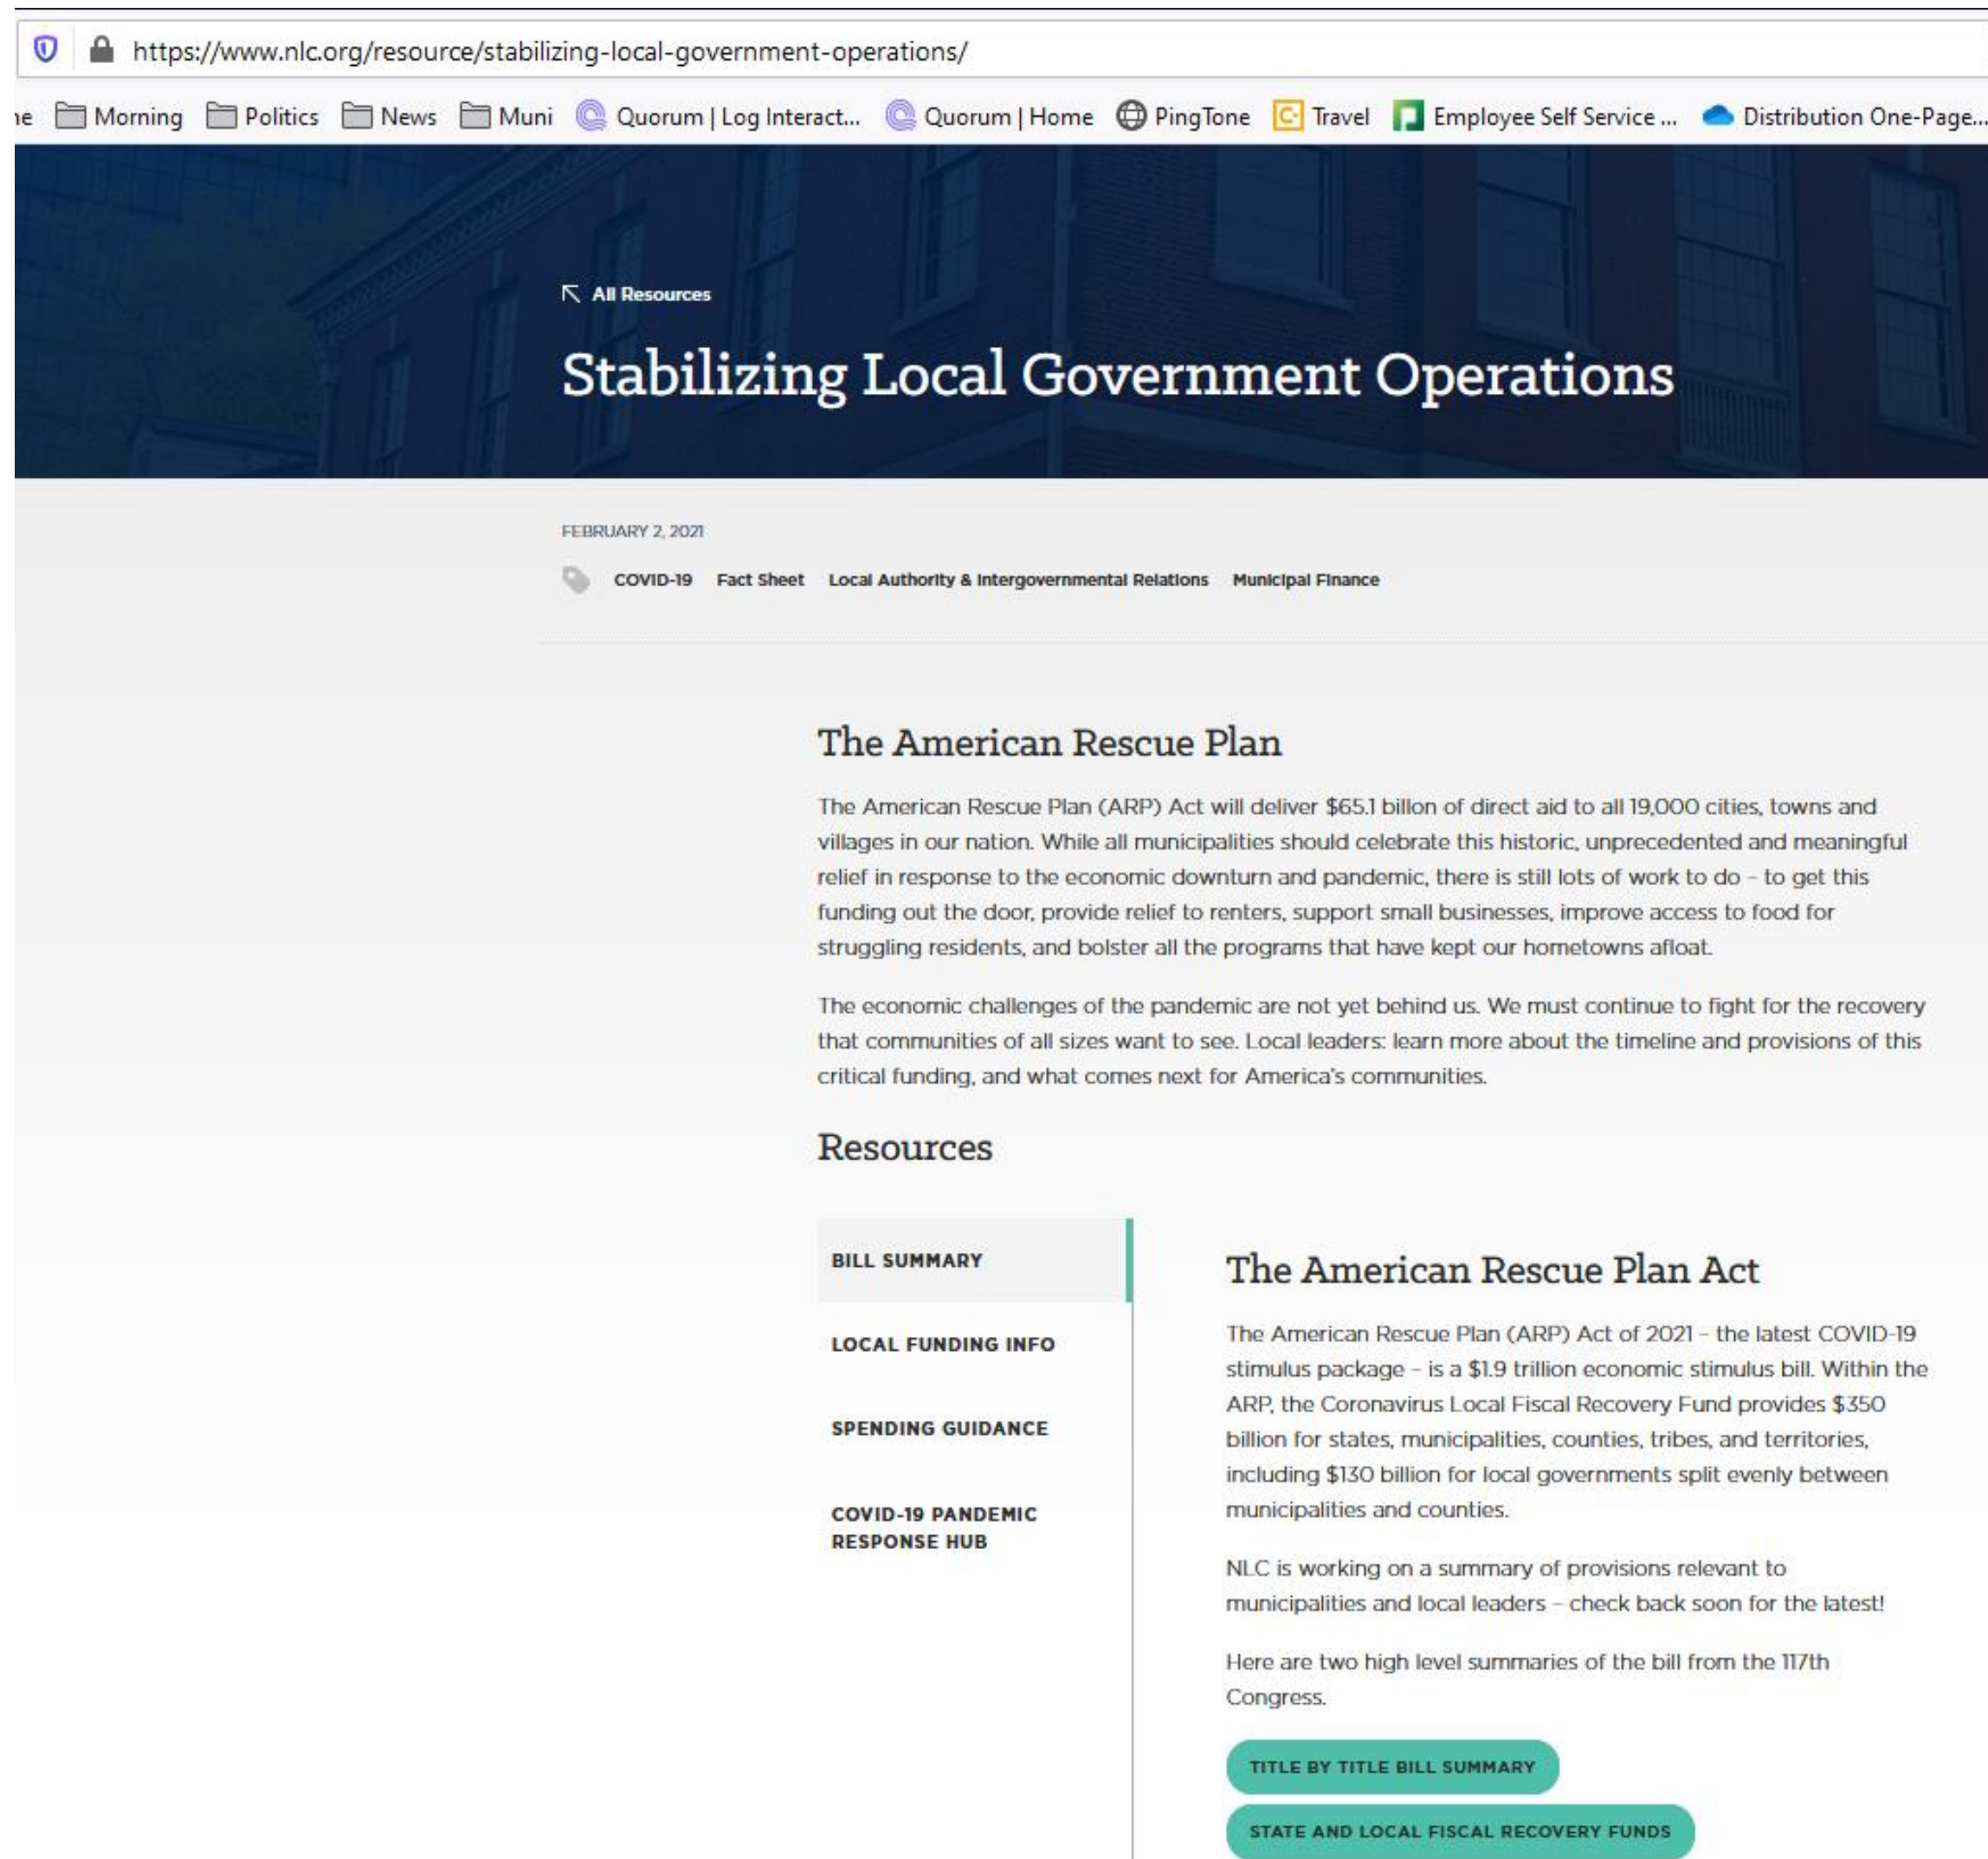 https://www.nlc.org/resource/stabilizing-local-government-operations/
Morning Politics News Muni Quorum | Log Interact... Quorum | Home PingTone Travel Employee Self Service ... Distribution One-Page...
All Resources
Stabilizing Local Government Operations
FEBRUARY 2, 2021
COVID-19 Fact Sheet Local Authority & Intergovernmental Relations Municipal Finance
The American Rescue Plan
The American Rescue Plan (ARP) Act will deliver $65.1 billon of direct aid to all 19,000 cities, towns and
villages in our nation. While all municipalities should celebrate this historic, unprecedented and meaningful
relief in response to the economic downturn and pandemic, there is still lots of work to do – to get this
funding out the door, provide relief to renters, support small businesses, improve access to food for
struggling residents, and bolster all the programs that have kept our hometowns afloat.
The economic challenges of the pandemic are not yet behind us. We must continue to fight for the recovery
that communities of all sizes want to see. Local leaders: learn more about the timeline and provisions of this
critical funding, and what comes next for America's communities.
Resources
BILL SUMMARY
LOCAL FUNDING INFO
SPENDING GUIDANCE
COVID-19 PANDEMIC
RESPONSE HUB
The American Rescue Plan Act
The American Rescue Plan (ARP) Act of 2021 – the latest COVID-19
stimulus package – is a $1.9 trillion economic stimulus bill. Within the
ARP, the Coronavirus Local Fiscal Recovery Fund provides $350
billion for states, municipalities, counties, tribes, and territories,
including $130 billion for local governments split evenly between
municipalities and counties.
NLC is working on a summary of provisions relevant to
municipalities and local leaders – check back soon for the latest!
Here are two high level summaries of the bill from the 117th
Congress.
TITLE BY TITLE BILL SUMMARY
STATE AND LOCAL FISCAL RECOVERY FUNDS